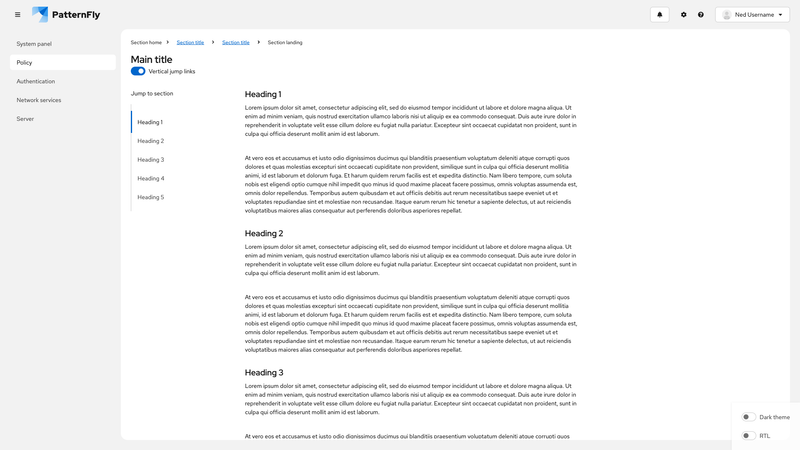 PatternFly
Ned Username
System panel
Policy
Authentication
Network services
Server
Section home
Section title
Section title
Section landing
Main title
Vertical jump links
Jump to section
Heading 1
Heading 2
Heading 3
Heading 4
Heading 5
Heading 1
Lorem ipsum dolor sit amet, consectetur adipiscing elit, sed do eiusmod tempor incididunt ut labore et dolore magna aliqua. Ut
enim ad minim veniam, quis nostrud exercitation ullamco laboris nisi ut aliquip ex ea commodo consequat. Duis aute irure dolor in
reprehenderit in voluptate velit esse cillum dolore eu fugiat nulla pariatur. Excepteur sint occaecat cupidatat non proident, sunt in
culpa qui officia deserunt mollit anim id est laborum.
At vero eos et accusamus et iusto odio dignissimos ducimus qui blanditiis praesentium voluptatum deleniti atque corrupti quos
dolores et quas molestias excepturi sint occaecati cupiditate non provident, similique sunt in culpa qui officia deserunt mollitia
animi, id est laborum et dolorum fuga. Et harum quidem rerum facilis est et expedita distinctio. Nam libero tempore, cum soluta
nobis est eligendi optio cumque nihil impedit quo minus id quod maxime placeat facere possimus, omnis voluptas assumenda est,
omnis dolor repellendus. Temporibus autem quibusdam et aut officiis debitis aut rerum necessitatibus saepe eveniet ut et
voluptates repudiandae sint et molestiae non recusandae. Itaque earum rerum hic tenetur a sapiente delectus, ut aut reiciendis
voluptatibus maiores alias consequatur aut perferendis doloribus asperiores repellat.
Heading 2
Lorem ipsum dolor sit amet, consectetur adipiscing elit, sed do eiusmod tempor incididunt ut labore et dolore magna aliqua. Ut
enim ad minim veniam, quis nostrud exercitation ullamco laboris nisi ut aliquip ex ea commodo consequat. Duis aute irure dolor in
reprehenderit in voluptate velit esse cillum dolore eu fugiat nulla pariatur. Excepteur sint occaecat cupidatat non proident, sunt in
culpa qui officia deserunt mollit anim id est laborum.
At vero eos et accusamus et iusto odio dignissimos ducimus qui blanditiis praesentium voluptatum deleniti atque corrupti quos
dolores et quas molestias excepturi sint occaecati cupiditate non provident, similique sunt in culpa qui officia deserunt mollitia
animi, id est laborum et dolorum fuga. Et harum quidem rerum facilis est et expedita distinctio. Nam libero tempore, cum soluta
nobis est eligendi optio cumque nihil impedit quo minus id quod maxime placeat facere possimus, omnis voluptas assumenda est,
omnis dolor repellendus. Temporibus autem quibusdam et aut officiis debitis aut rerum necessitatibus saepe eveniet ut et
voluptates repudiandae sint et molestiae non recusandae. Itaque earum rerum hic tenetur a sapiente delectus, ut aut reiciendis
voluptatibus maiores alias consequatur aut perferendis doloribus asperiores repellat.
Heading 3
Lorem ipsum dolor sit amet, consectetur adipiscing elit, sed do eiusmod tempor incididunt ut labore et dolore magna aliqua. Ut
enim ad minim veniam, quis nostrud exercitation ullamco laboris nisi ut aliquip ex ea commodo consequat. Duis aute irure dolor in
reprehenderit in voluptate velit esse cillum dolore eu fugiat nulla pariatur. Excepteur sint occaecat cupidatat non proident, sunt in
culpa qui officia deserunt mollit anim id est laborum.
At vero eos et accusamus et iusto odio dignissimos ducimus qui blanditiis praesentium voluptatum deleniti atque corrupti quos
Dark theme
RTL